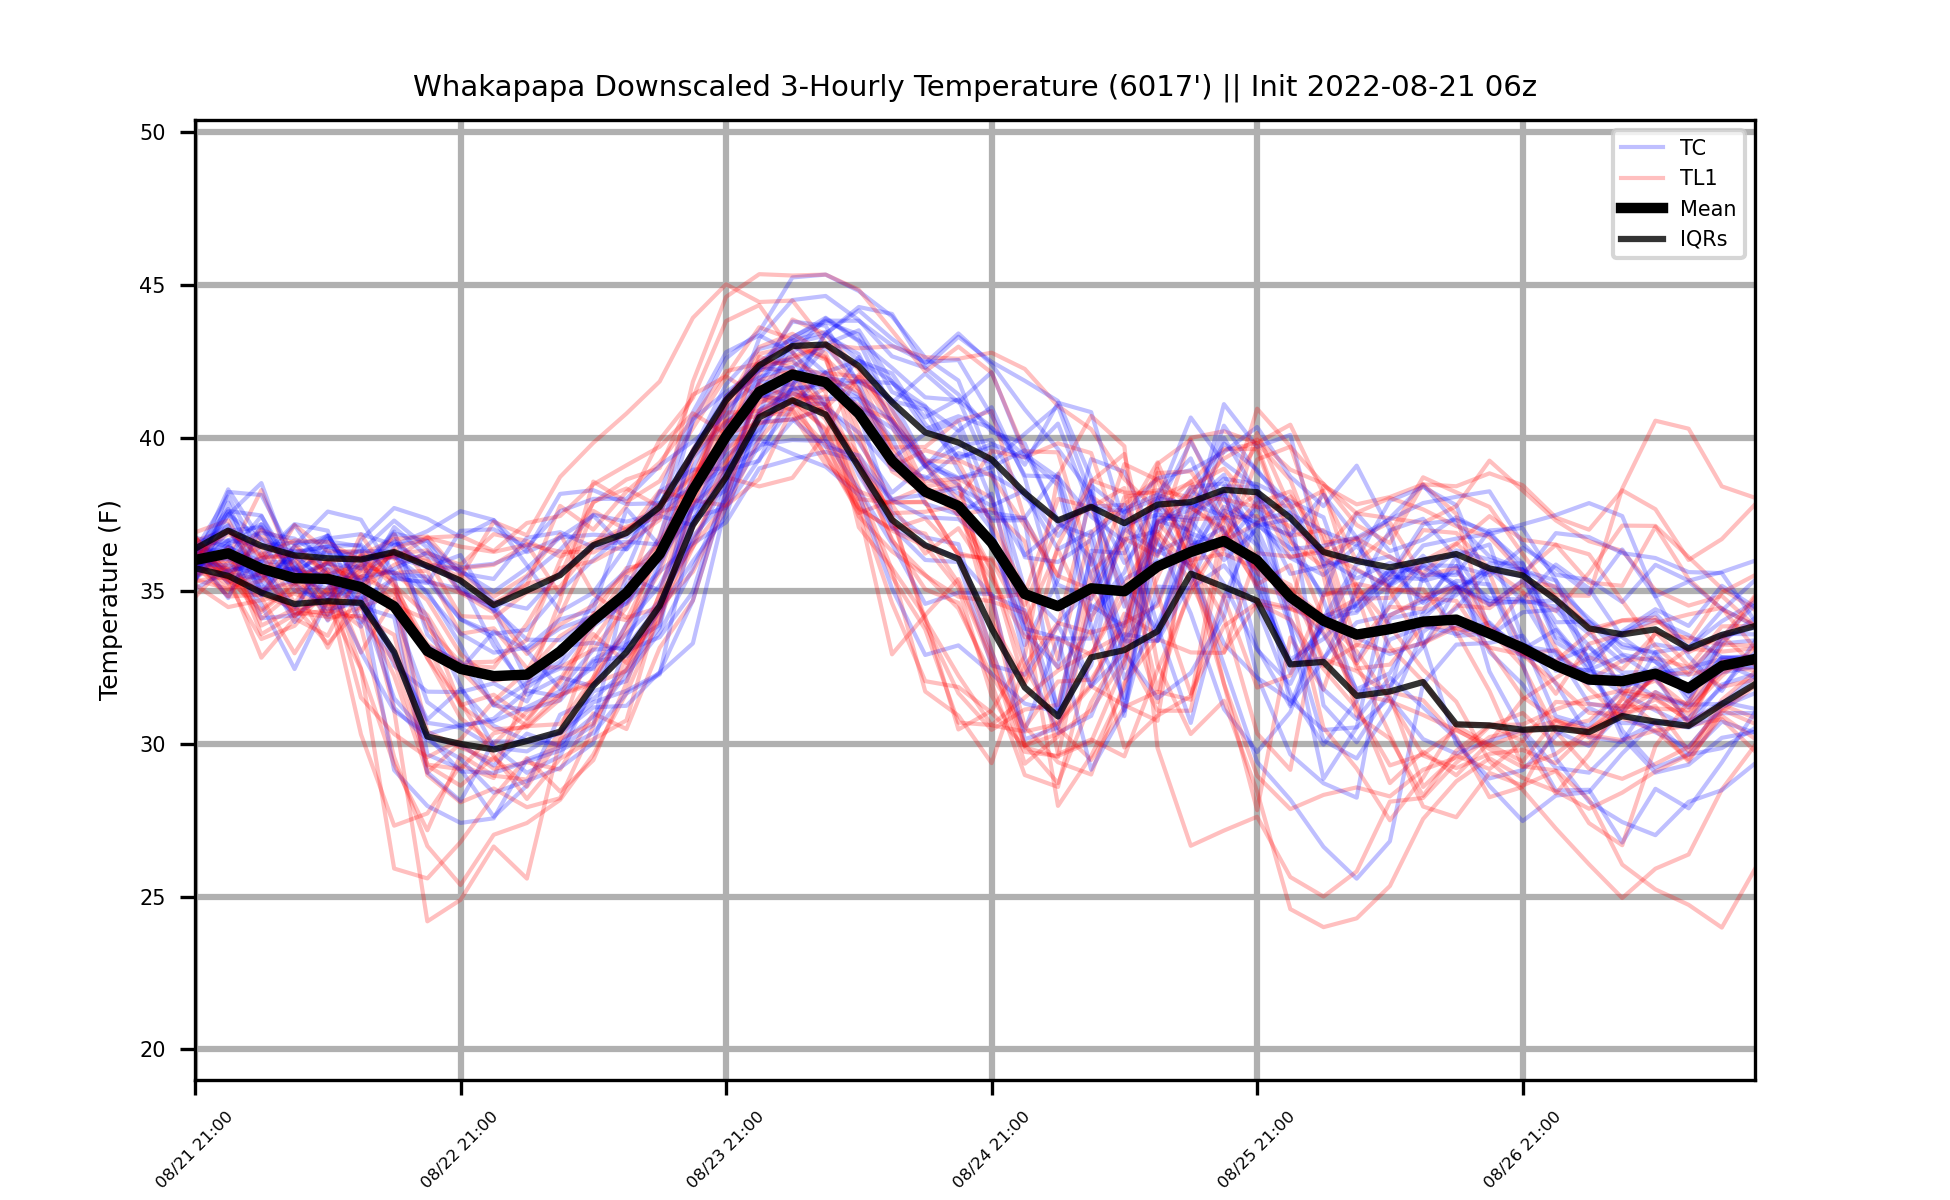 Whakapapa Downscaled 3-Hourly Temperature (6017') || Init 2022-08-21 06z
TC
TL1
Mean
IQRs
Temperature (F)
50
45
40
35
30
25
20
08/21 21:00
08/22 21:00
08/23 21:00
08/24 21:00
08/25 21:00
08/26 21:00